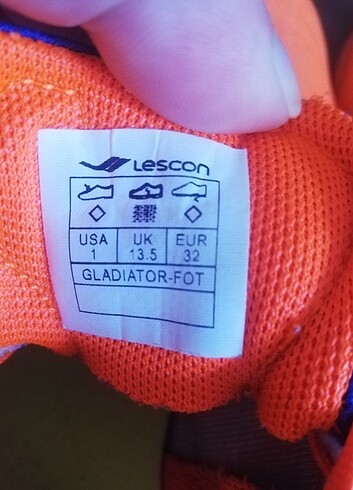 Lescon
USA UK EUR
1 13.5 32
GLADIATOR-FOT